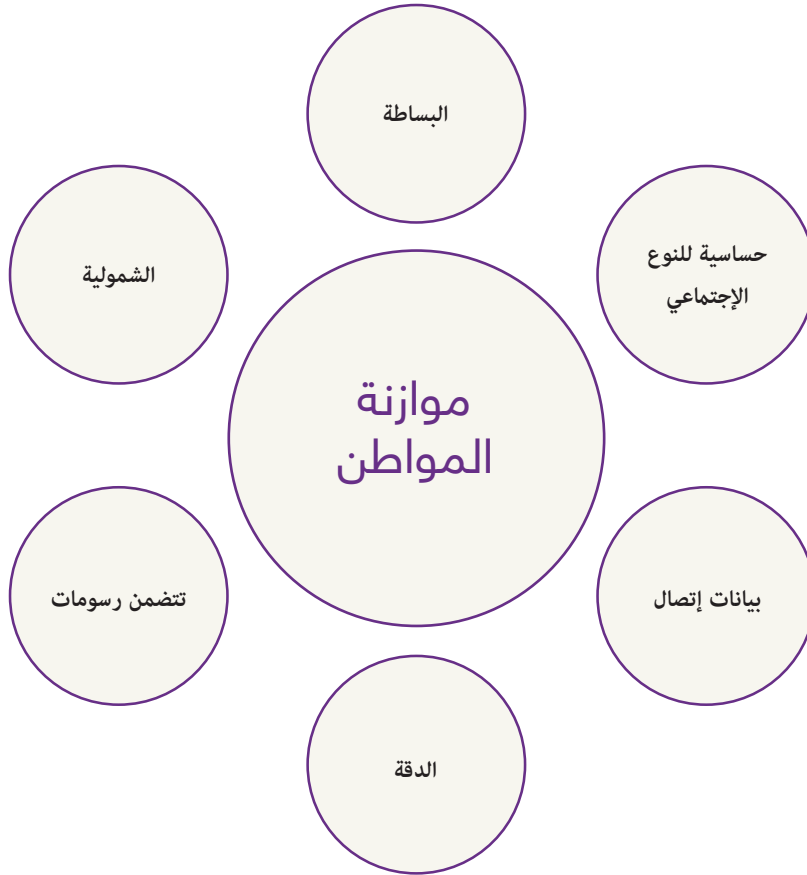 البساطة
حساسية للنوع
الإجتماعي
الشمولية
موازنة
المواطن
بيانات إتصال
تتضمن رسومات
الدقة